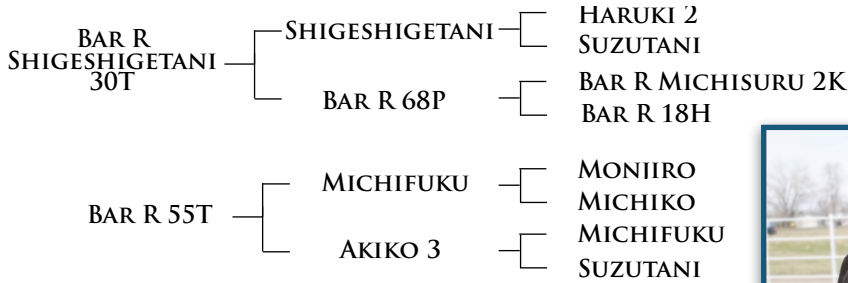 Haruki 2
Shigeshigetani
Suzutani
Bar R
Shigeshigetani
30T
Bar R Michisuru 2K
Bar R 68P
Bar R 18H
Monjiro
Michifuku
Michiko
Bar R 55T
Michifuku
Akiko 3
Suzutani